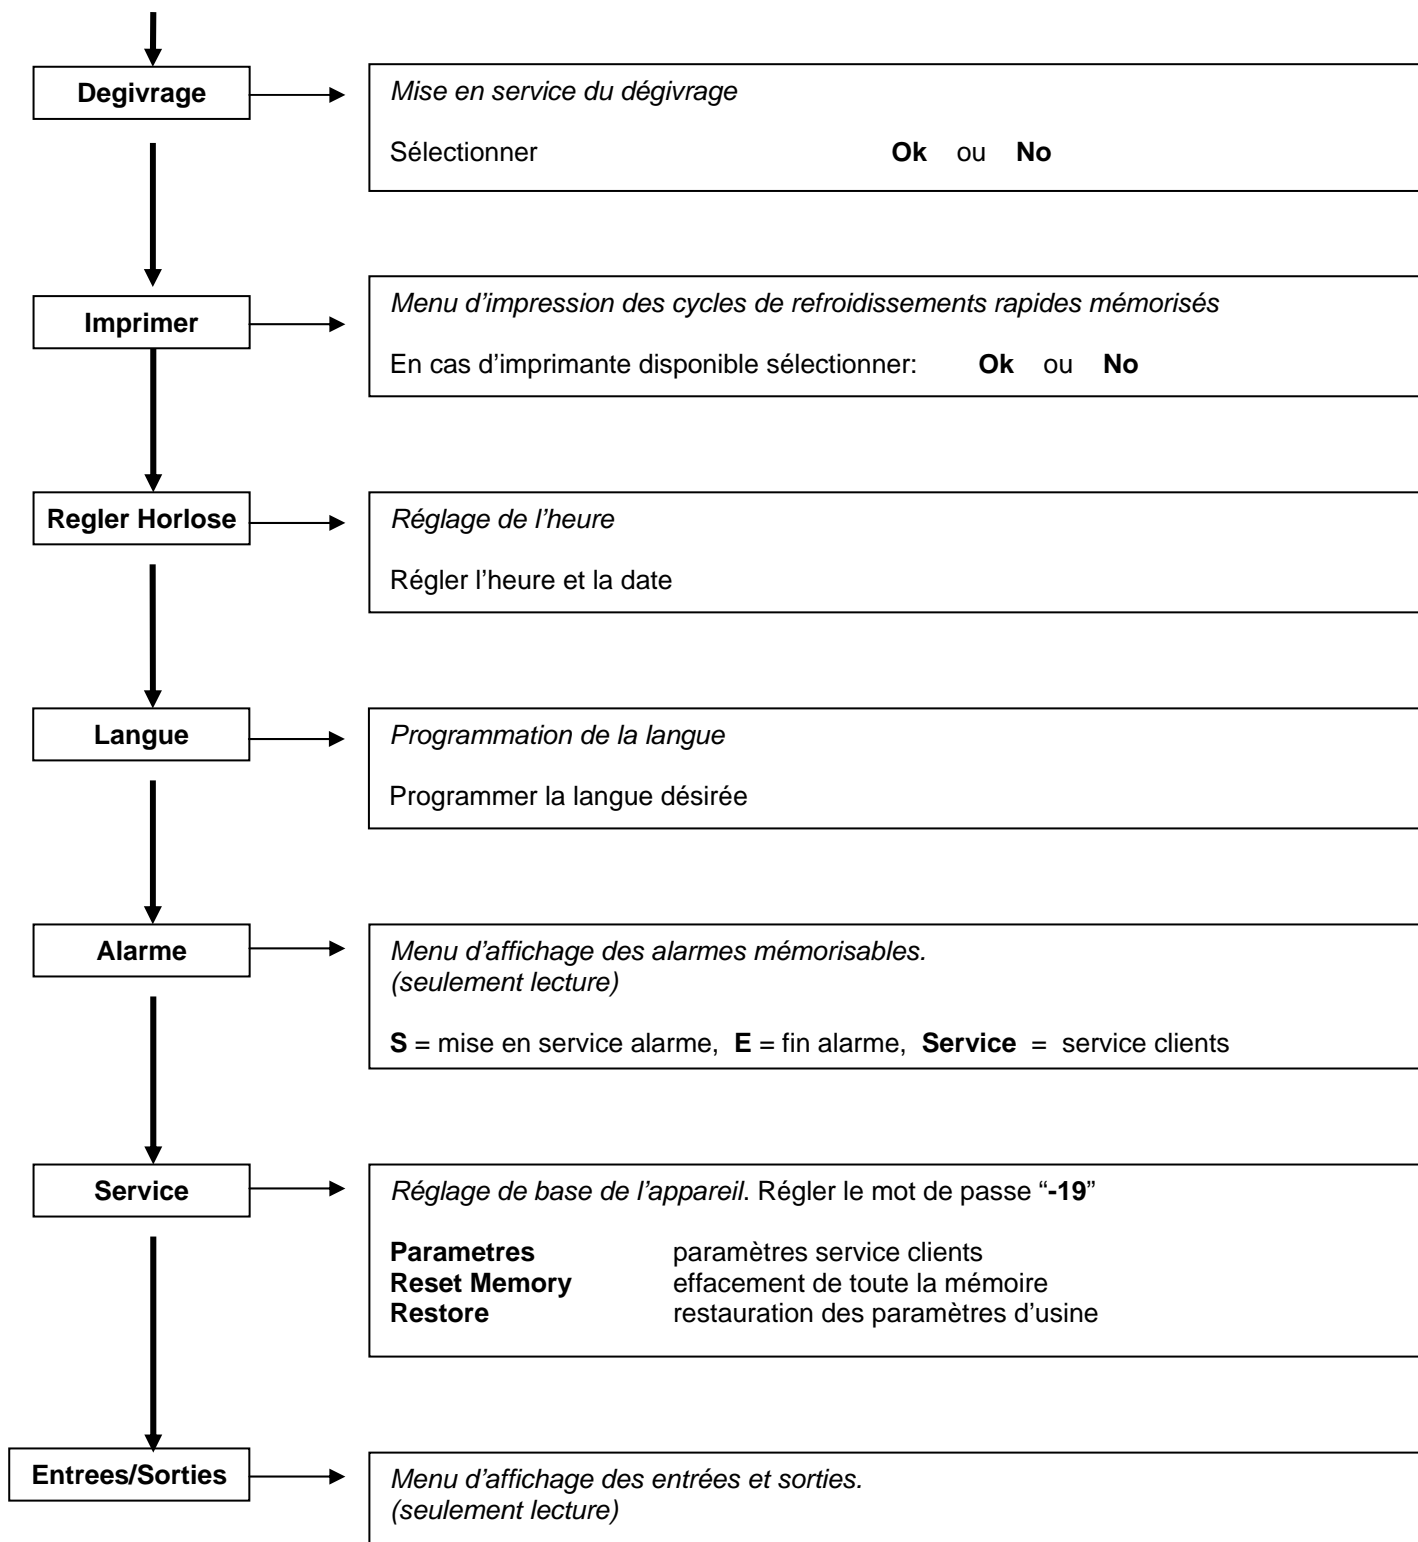 Degivrage
Mise en service du dégivrage
Sélectionner Ok ou No
Imprimer
Menu d’impression des cycles de refroidissements rapides mémorisés
En cas d’imprimante disponible sélectionner: Ok ou No
Regler Horlose
Réglage de l’heure
Régler l’heure et la date
Langue
Programmation de la langue
Programmer la langue désirée
Alarme
Menu d’affichage des alarmes mémorisables.
(seulement lecture)
S = mise en service alarme, E = fin alarme, Service = service clients
Service
Réglage de base de l’appareil. Régler le mot de passe “-19”
Parametres paramètres service clients
Reset Memory effacement de toute la mémoire
Restore restauration des paramètres d’usine
Entrees/Sorties
Menu d’affichage des entrées et sorties.
(seulement lecture)